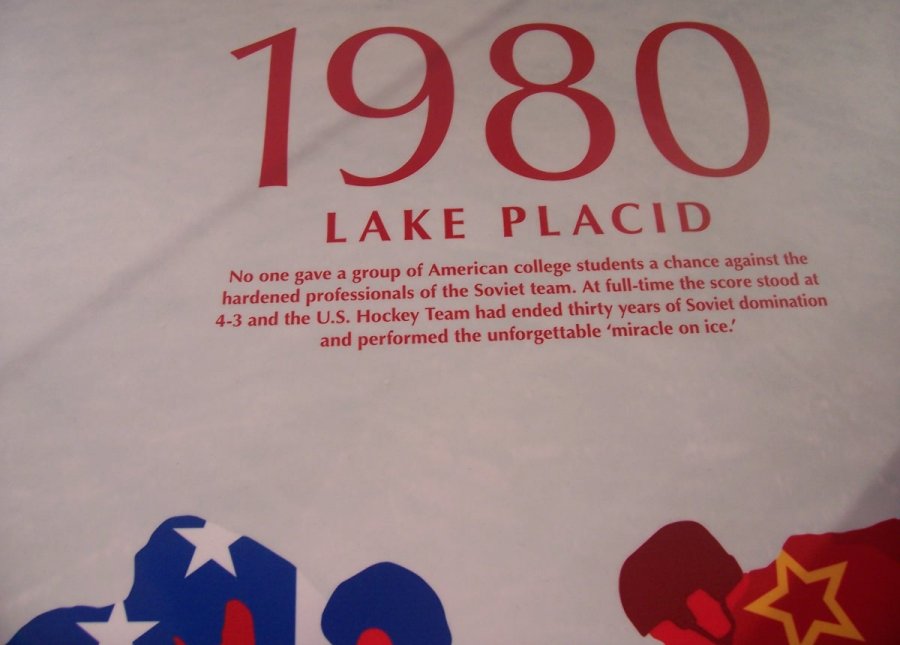 1980
LAKE PLACID
No one gave a group of American college students a chance against the
hardened professionals of the Soviet team. At full-time the score stood at
4-3 and the U.S. Hockey Team had ended thirty years of Soviet domination
and performed the unforgettable ‘miracle on ice.’